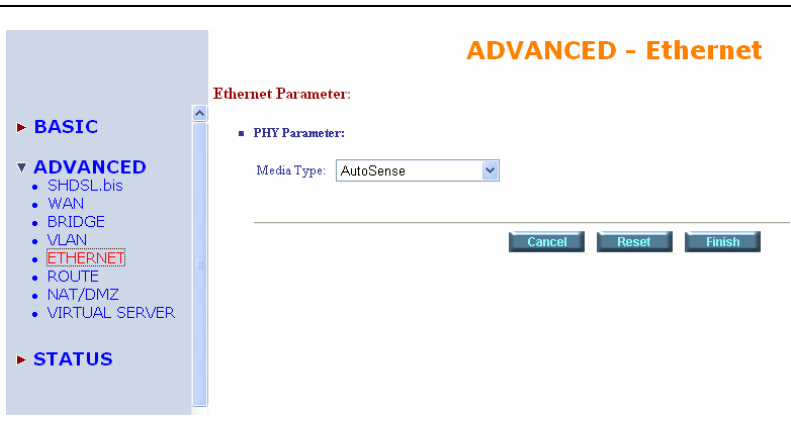 ADVANCED - Ethernet
Ethernet Parameter:
BASIC
PHY Parameter:
ADVANCED
Media Type: AutoSense
SHDSL.bis
WAN
BRIDGE
VLAN
Cancel Reset Finish
ETHERNET
ROUTE
NAT/DMZ
VIRTUAL SERVER
STATUS